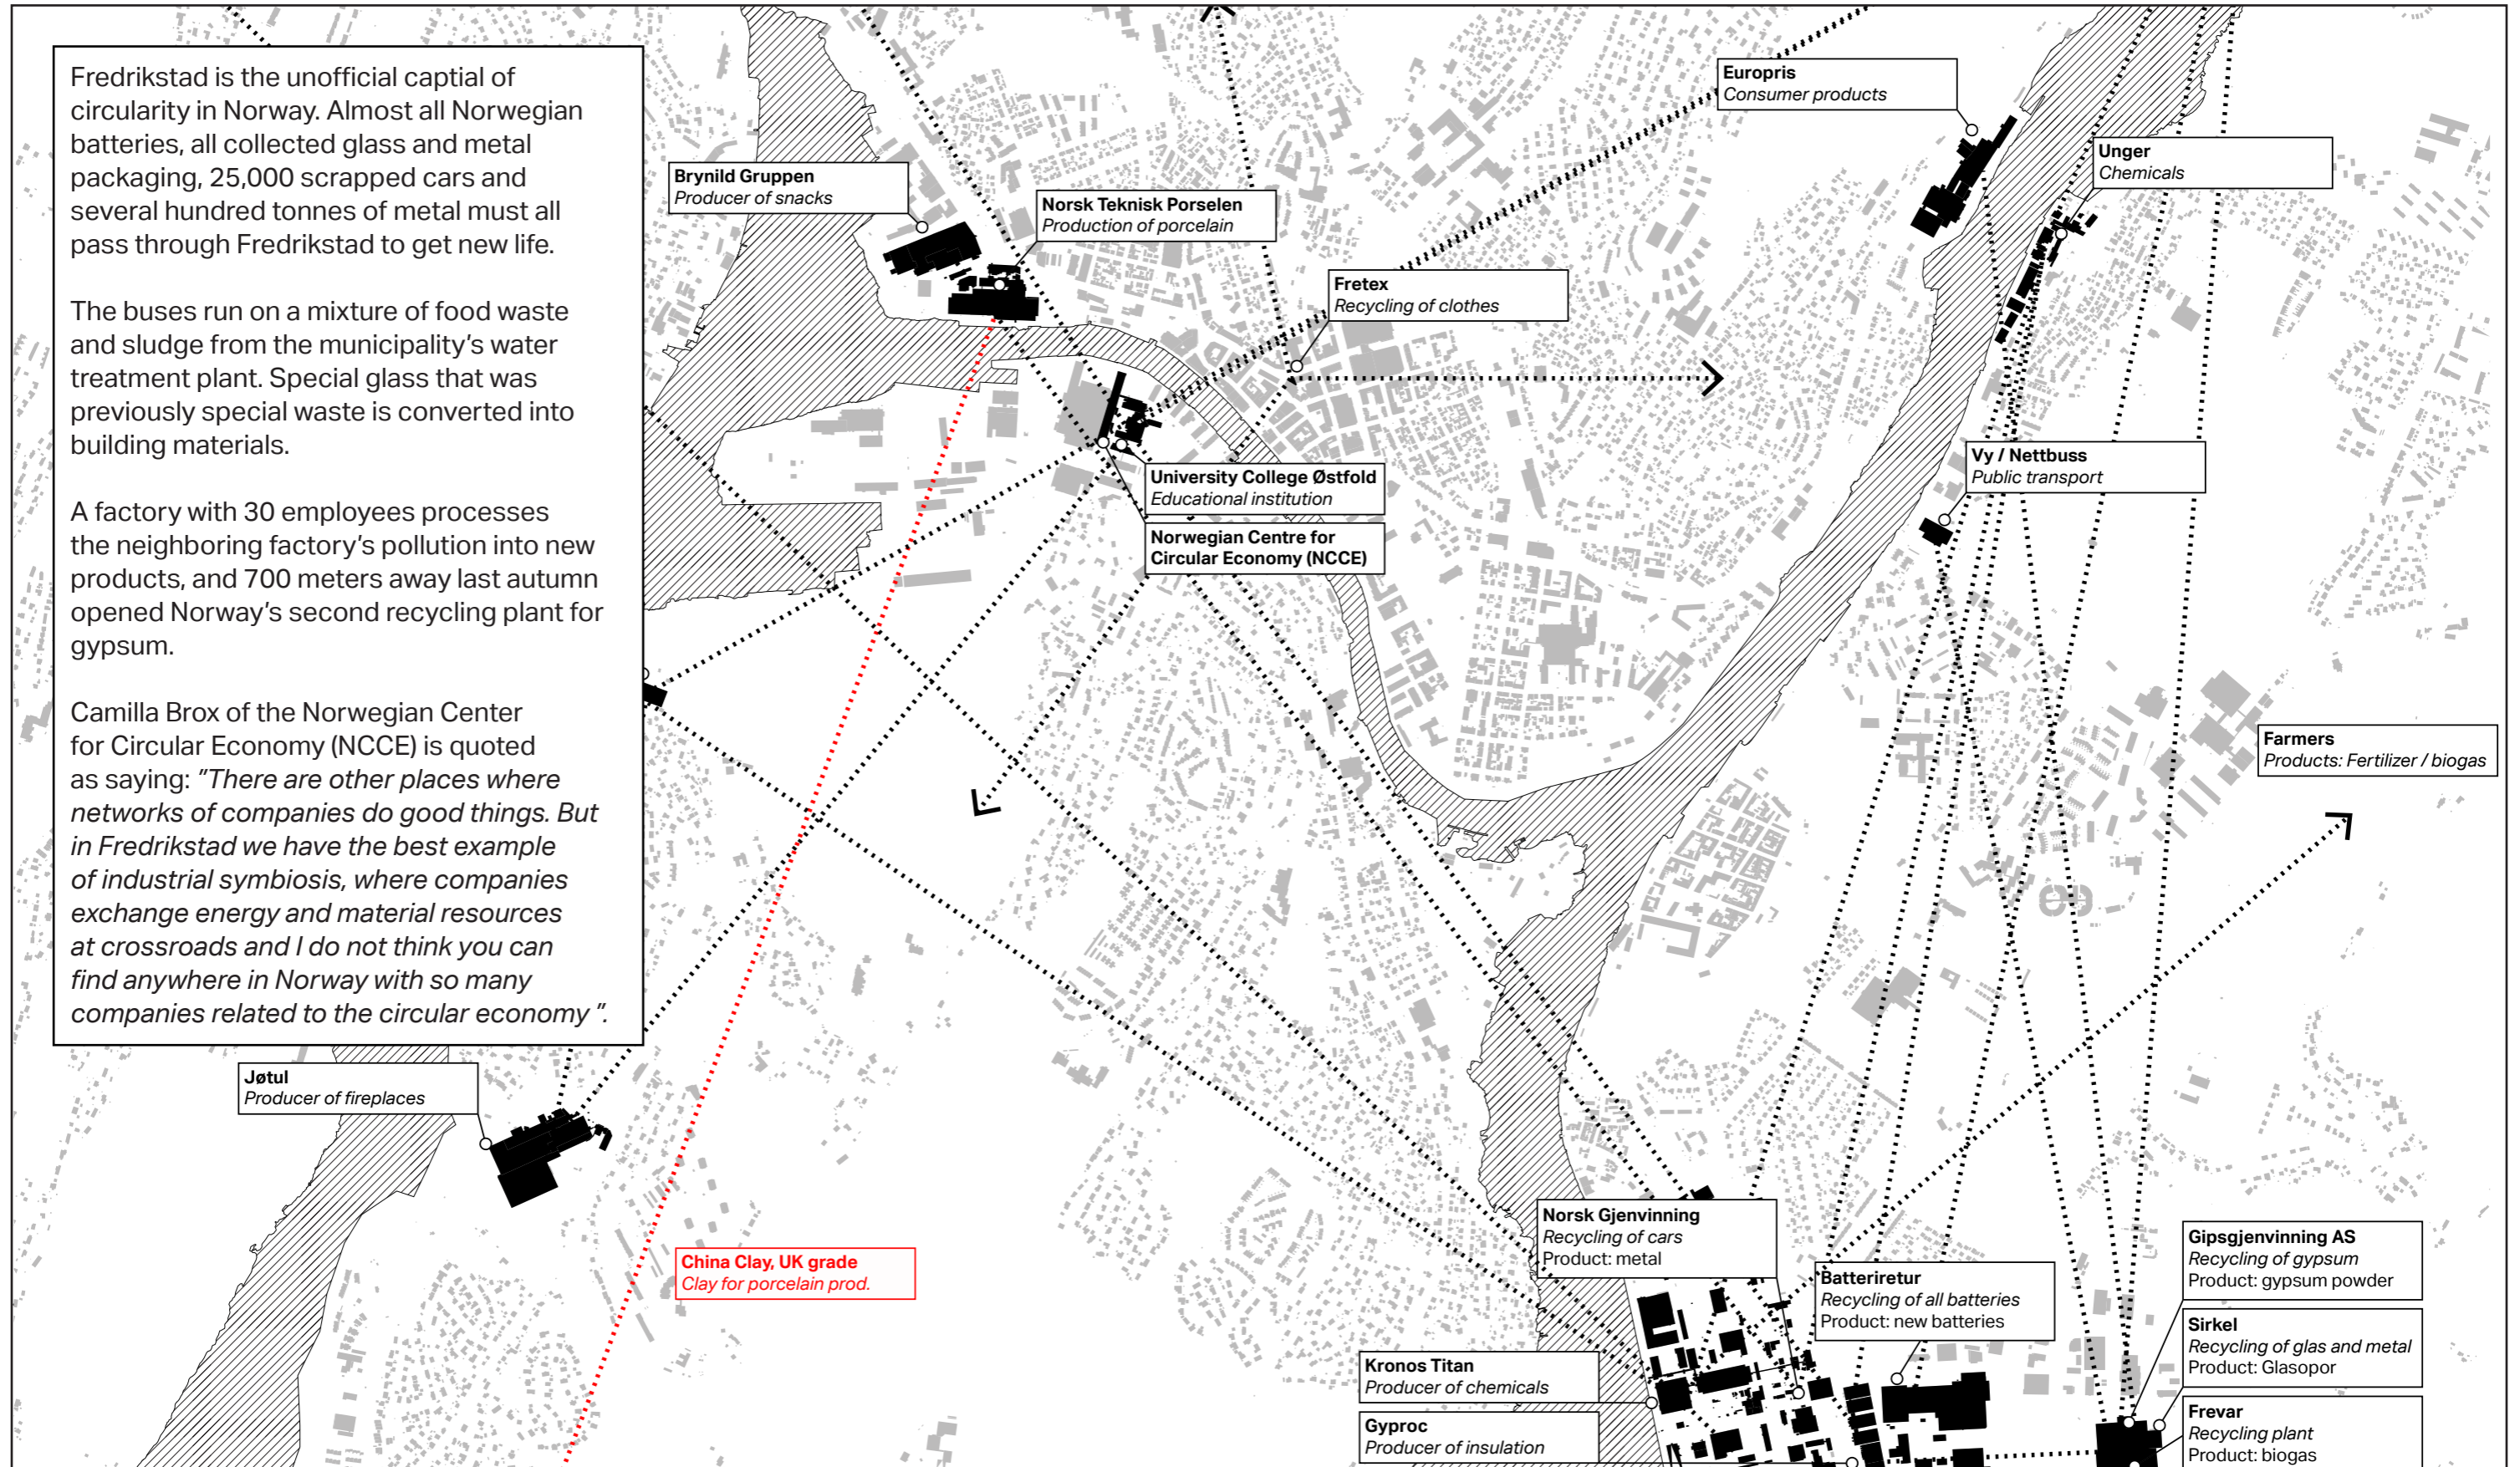 Fredrikstad is the unofficial captial of
circularity in Norway. Almost all Norwegian
batteries, all collected glass and metal
packaging, 25,000 scrapped cars and
several hundred tonnes of metal must all
pass through Fredrikstad to get new life.
The buses run on a mixture of food waste
and sludge from the municipality's water
treatment plant. Special glass that was
previously special waste is converted into
building materials.
A factory with 30 employees processes
the neighboring factory's pollution into new
products, and 700 meters away last autumn
opened Norway's second recycling plant for
gypsum.
Camilla Brox of the Norwegian Center
for Circular Economy (NCCE) is quoted
as saying: "There are other places where
networks of companies do good things. But
in Fredrikstad we have the best example
of industrial symbiosis, where companies
exchange energy and material resources
at crossroads and I do not think you can
find anywhere in Norway with so many
companies related to the circular economy ".
Europris
Consumer products
Unger
Chemicals
Brynild Gruppen
Producer of snacks
Norsk Teknisk Porselen
Production of porcelain
Fretex
Recycling of clothes
University College Østfold
Educational institution
Norwegian Centre for
Circular Economy (NCCE)
Vy / Nettbuss
Public transport
Farmers
Products: Fertilizer / biogas
Jøtul
Producer of fireplaces
China Clay, UK grade
Clay for porcelain prod.
Norsk Gjenvinning
Recycling of cars
Product: metal
Batteriretur
Recycling of all batteries
Product: new batteries
Gipsgjenvinning AS
Recycling of gypsum
Product: gypsum powder
Sirkel
Recycling of glas and metal
Product: Glasopor
Kronos Titan
Producer of chemicals
Gyproc
Producer of insulation
Frevar
Recycling plant
Product: biogas